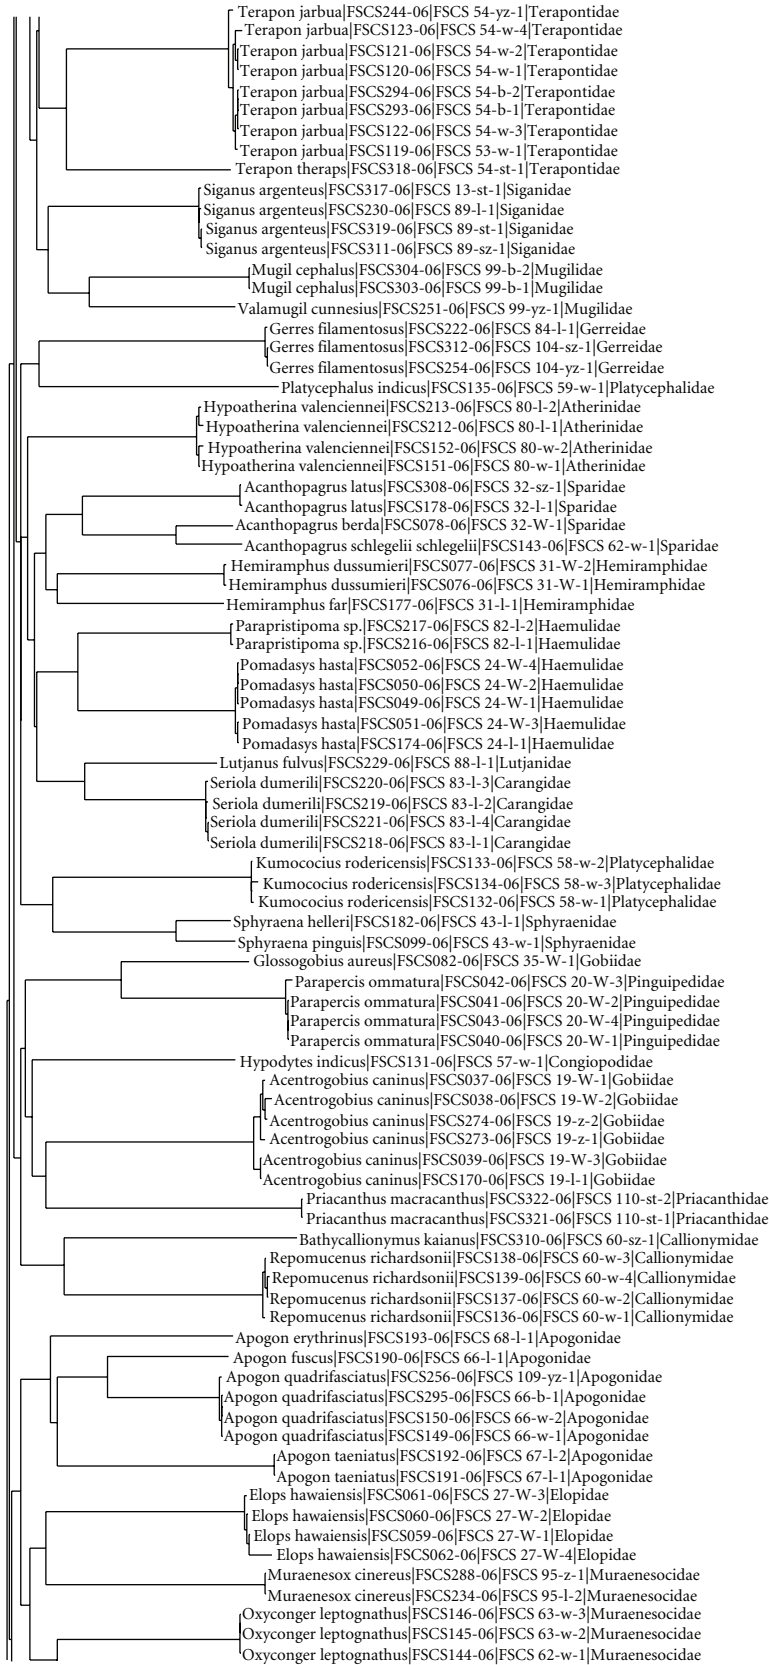 Terapon jarbua|FSCS244-06|FSCS 54-yz-1|Terapontidae
Terapon jarbua|FSCS123-06|FSCS 54-w-4|Terapontidae
Terapon jarbua|FSCS121-06|FSCS 54-w-2|Terapontidae
Terapon jarbua|FSCS120-06|FSCS 54-w-1|Terapontidae
Terapon jarbua|FSCS294-06|FSCS 54-b-2|Terapontidae
Terapon jarbua|FSCS293-06|FSCS 54-b-1|Terapontidae
Terapon jarbua|FSCS122-06|FSCS 54-w-3|Terapontidae
Terapon jarbua|FSCS119-06|FSCS 53-w-1|Terapontidae
Terapon theraps|FSCS318-06|FSCS 54-st-1|Terapontidae
Siganus argenteus|FSCS317-06|FSCS 13-st-1|Siganidae
Siganus argenteus|FSCS230-06|FSCS 89-l-1|Siganidae
Siganus argenteus|FSCS319-06|FSCS 89-st-1|Siganidae
Siganus argenteus|FSCS311-06|FSCS 89-sz-1|Siganidae
Mugil cephalus|FSCS304-06|FSCS 99-b-2|Mugilidae
Mugil cephalus|FSCS303-06|FSCS 99-b-1|Mugilidae
Valamugil cunnesius|FSCS251-06|FSCS 99-yz-1|Mugilidae
Gerres filamentosus|FSCS222-06|FSCS 84-l-1|Gerreidae
Gerres filamentosus|FSCS312-06|FSCS 104-sz-1|Gerreidae
Gerres filamentosus|FSCS254-06|FSCS 104-yz-1|Gerreidae
Platycephalus indicus|FSCS135-06|FSCS 59-w-1|Platycephalidae
Hypoatherina valenciennei|FSCS213-06|FSCS 80-l-2|Atherinidae
Hypoatherina valenciennei|FSCS212-06|FSCS 80-l-1|Atherinidae
Hypoatherina valenciennei|FSCS152-06|FSCS 80-w-2|Atherinidae
Hypoatherina valenciennei|FSCS151-06|FSCS 80-w-1|Atherinidae
Acanthopagrus latus|FSCS308-06|FSCS 32-sz-1|Sparidae
Acanthopagrus latus|FSCS178-06|FSCS 32-l-1|Sparidae
Acanthopagrus berda|FSCS078-06|FSCS 32-W-1|Sparidae
Acanthopagrus schlegelii schlegelii|FSCS143-06|FSCS 62-w-1|Sparidae
Hemiramphus dussumieri|FSCS077-06|FSCS 31-W-2|Hemiramphidae
Hemiramphus dussumieri|FSCS076-06|FSCS 31-W-1|Hemiramphidae
Hemiramphus far|FSCS177-06|FSCS 31-l-1|Hemiramphidae
Parapristipoma sp.|FSCS217-06|FSCS 82-l-2|Haemulidae
Parapristipoma sp.|FSCS216-06|FSCS 82-l-1|Haemulidae
Pomadasys hasta|FSCS052-06|FSCS 24-W-4|Haemulidae
Pomadasys hasta|FSCS050-06|FSCS 24-W-2|Haemulidae
Pomadasys hasta|FSCS049-06|FSCS 24-W-1|Haemulidae
Pomadasys hasta|FSCS051-06|FSCS 24-W-3|Haemulidae
Pomadasys hasta|FSCS174-06|FSCS 24-l-1|Haemulidae
Lutjanus fulvus|FSCS229-06|FSCS 88-l-1|Lutjanidae
Seriola dumerili|FSCS220-06|FSCS 83-l-3|Carangidae
Seriola dumerili|FSCS219-06|FSCS 83-l-2|Carangidae
Seriola dumerili|FSCS221-06|FSCS 83-l-4|Carangidae
Seriola dumerili|FSCS218-06|FSCS 83-l-1|Carangidae
Kumococius rodericensis|FSCS133-06|FSCS 58-w-2|Platycephalidae
Kumococius rodericensis|FSCS134-06|FSCS 58-w-3|Platycephalidae
Kumococius rodericensis|FSCS132-06|FSCS 58-w-1|Platycephalidae
Sphyraena helleri|FSCS182-06|FSCS 43-l-1|Sphyraenidae
Sphyraena pinguis|FSCS099-06|FSCS 43-w-1|Sphyraenidae
Glossogobius aureus|FSCS082-06|FSCS 35-W-1|Gobiidae
Parapercis ommatura|FSCS042-06|FSCS 20-W-3|Pinguipedidae
Parapercis ommatura|FSCS041-06|FSCS 20-W-2|Pinguipedidae
Parapercis ommatura|FSCS043-06|FSCS 20-W-4|Pinguipedidae
Parapercis ommatura|FSCS040-06|FSCS 20-W-1|Pinguipedidae
Hypodytes indicus|FSCS131-06|FSCS 57-w-1|Congiopodidae
Acentrogobius caninus|FSCS037-06|FSCS 19-W-1|Gobiidae
Acentrogobius caninus|FSCS038-06|FSCS 19-W-2|Gobiidae
Acentrogobius caninus|FSCS274-06|FSCS 19-z-2|Gobiidae
Acentrogobius caninus|FSCS273-06|FSCS 19-z-1|Gobiidae
Acentrogobius caninus|FSCS039-06|FSCS 19-W-3|Gobiidae
Acentrogobius caninus|FSCS170-06|FSCS 19-l-1|Gobiidae
Priacanthus macracanthus|FSCS322-06|FSCS 110-st-2|Priacanthidae
Priacanthus macracanthus|FSCS321-06|FSCS 110-st-1|Priacanthidae
Bathycallionymus kaianus|FSCS310-06|FSCS 60-sz-1|Callionymidae
Repomucenus richardsonii|FSCS138-06|FSCS 60-w-3|Callionymidae
Repomucenus richardsonii|FSCS139-06|FSCS 60-w-4|Callionymidae
Repomucenus richardsonii|FSCS137-06|FSCS 60-w-2|Callionymidae
Repomucenus richardsonii|FSCS136-06|FSCS 60-w-1|Callionymidae
Apogon erythrinus|FSCS193-06|FSCS 68-l-1|Apogonidae
Apogon fuscus|FSCS190-06|FSCS 66-l-1|Apogonidae
Apogon quadrifasciatus|FSCS256-06|FSCS 109-yz-1|Apogonidae
Apogon quadrifasciatus|FSCS295-06|FSCS 66-b-1|Apogonidae
Apogon quadrifasciatus|FSCS150-06|FSCS 66-w-2|Apogonidae
Apogon quadrifasciatus|FSCS149-06|FSCS 66-w-1|Apogonidae
Apogon taeniatus|FSCS192-06|FSCS 67-l-2|Apogonidae
Apogon taeniatus|FSCS191-06|FSCS 67-l-1|Apogonidae
Elops hawaiensis|FSCS061-06|FSCS 27-W-3|Elopidae
Elops hawaiensis|FSCS060-06|FSCS 27-W-2|Elopidae
Elops hawaiensis|FSCS059-06|FSCS 27-W-1|Elopidae
Elops hawaiensis|FSCS062-06|FSCS 27-W-4|Elopidae
Muraenesox cinereus|FSCS288-06|FSCS 95-z-1|Muraenesocidae
Muraenesox cinereus|FSCS234-06|FSCS 95-l-2|Muraenesocidae
Oxyconger leptognathus|FSCS146-06|FSCS 63-w-3|Muraenesocidae
Oxyconger leptognathus|FSCS145-06|FSCS 63-w-2|Muraenesocidae
Oxyconger leptognathus|FSCS144-06|FSCS 62-w-1|Muraenesocidae